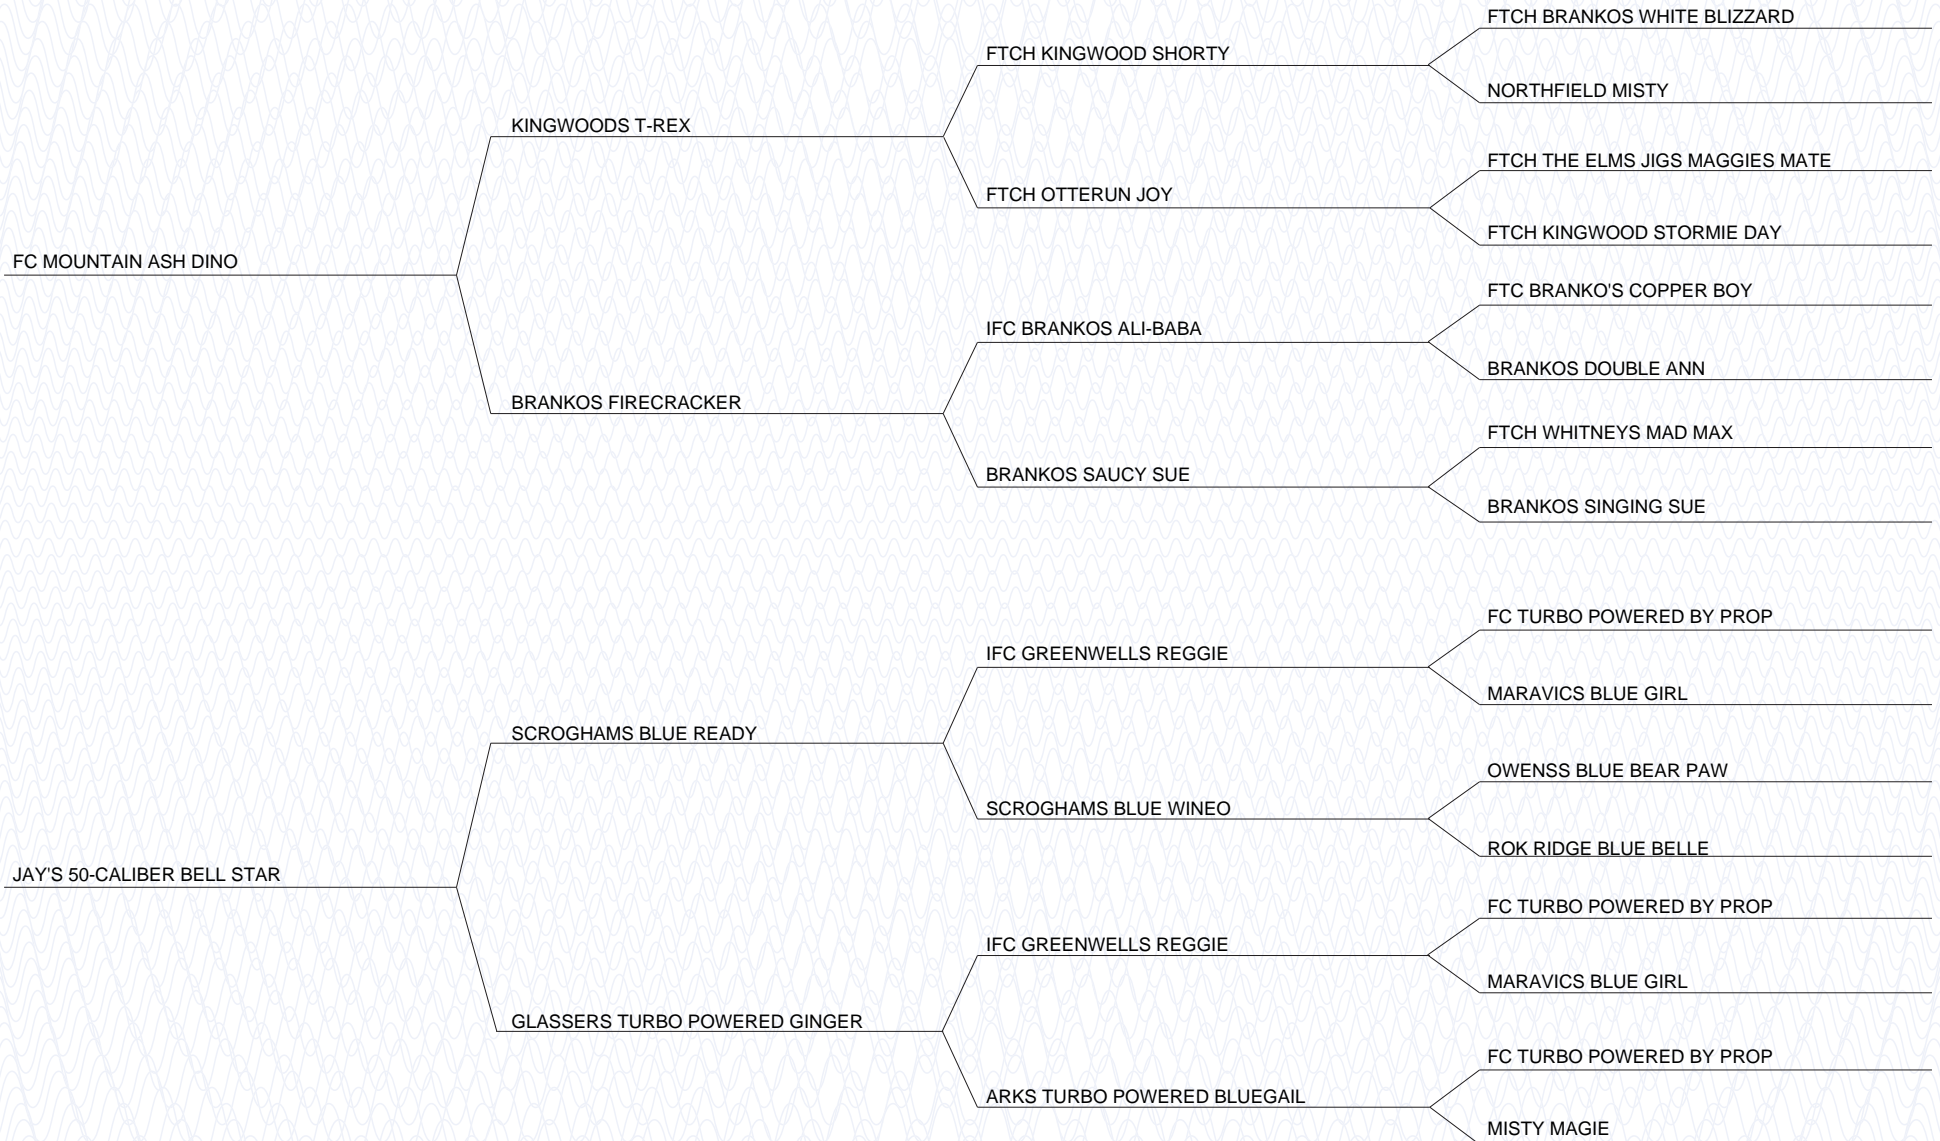 FTCH BRANKOS WHITE BLIZZARD
FTCH KINGWOOD SHORTY
NORTHFIELD MISTY
KINGWOODS T-REX
FTCH THE ELMS JIGS MAGGIES MATE
FTCH OTTERUN JOY
FTCH KINGWOOD STORMIE DAY
FC MOUNTAIN ASH DINO
FTC BRANKO'S COPPER BOY
IFC BRANKOS ALI-BABA
BRANKOS DOUBLE ANN
BRANKOS FIRECRACKER
FTCH WHITNEYS MAD MAX
BRANKOS SAUCY SUE
BRANKOS SINGING SUE
FC TURBO POWERED BY PROP
IFC GREENWELLS REGGIE
MARAVICS BLUE GIRL
SCROGHAMS BLUE READY
OWENSS BLUE BEAR PAW
SCROGHAMS BLUE WINEO
ROK RIDGE BLUE BELLE
JAY'S 50-CALIBER BELL STAR
FC TURBO POWERED BY PROP
IFC GREENWELLS REGGIE
MARAVICS BLUE GIRL
GLASSERS TURBO POWERED GINGER
FC TURBO POWERED BY PROP
ARKS TURBO POWERED BLUEGAIL
MISTY MAGIE